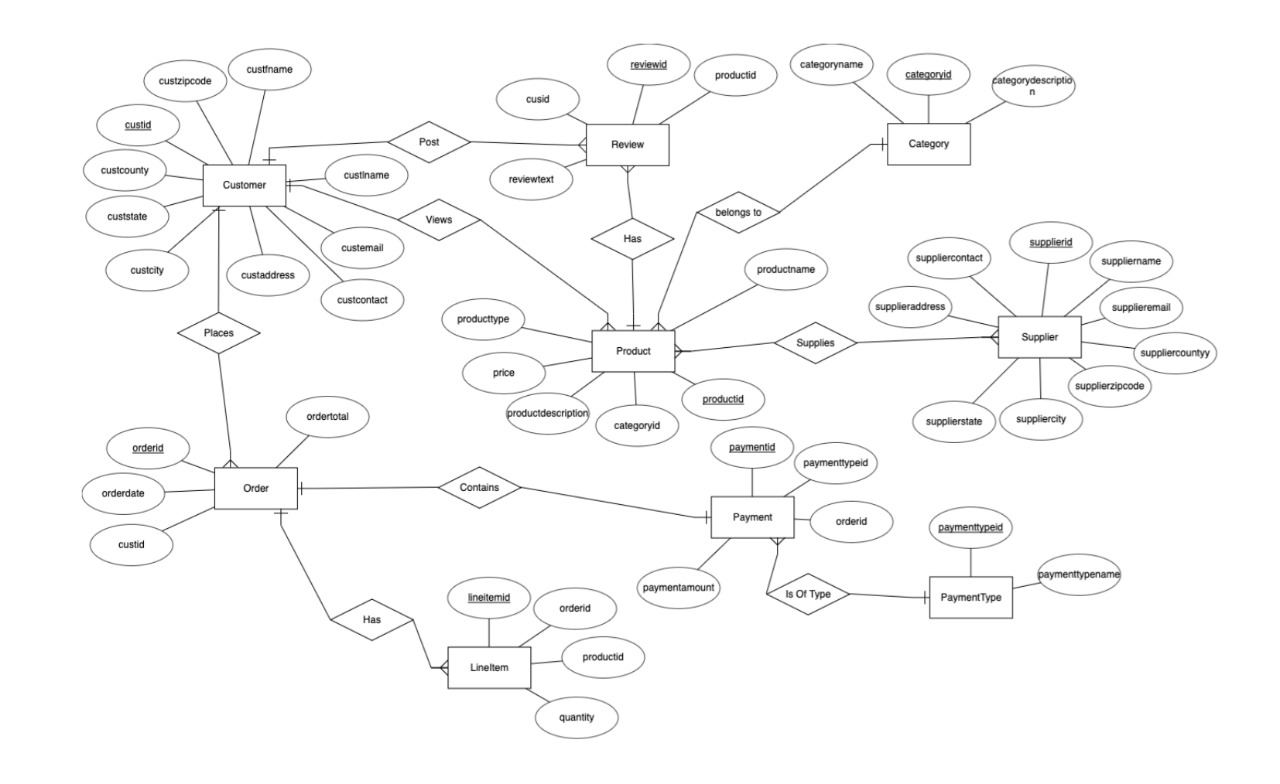 custfname
custzipcode
custid
custcounty
custstate
custcity
custaddress
custcontact
custemail
custlname
Customer
Post
Views
Places
reviewid
productid
cusid
reviewtext
Review
Has
categoryname
categoryid
categorydescriptio
n
Category
belongs to
productname
producttype
price
productdescription
categoryid
productid
Product
Supplies
supplierid
suppliercontact
suppliername
supplieraddress
supplieremail
suppliercountyy
supplierzipcode
suppliercity
supplierstate
Supplier
ordertotal
orderid
orderdate
custid
Order
Contains
paymentid
paymenttypeid
orderid
paymentamount
Payment
Is Of Type
paymenttypeid
paymenttypename
PaymentType
Has
lineitemid
orderid
productid
quantity
LineItem